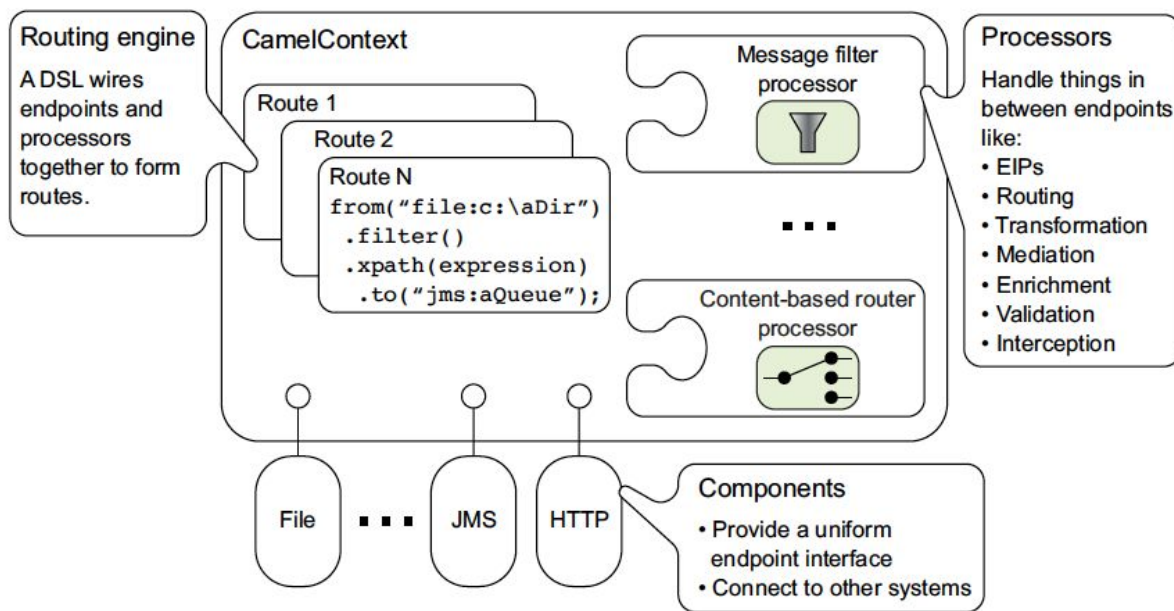 Routing engine
A DSL wires
endpoints and
processors
together to form
routes.
CamelContext
Route 1
Route 2
Route N
from(“file:c:\aDir”)
.filter()
.xpath(expression)
.to(“jms:aQueue”);
Message filter
processor
Content-based router
processor
Processors
Handle things in
between endpoints
like:
• EIPs
• Routing
• Transformation
• Mediation
• Enrichment
• Validation
• Interception
File
JMS
HTTP
Components
• Provide a uniform
endpoint interface
• Connect to other systems